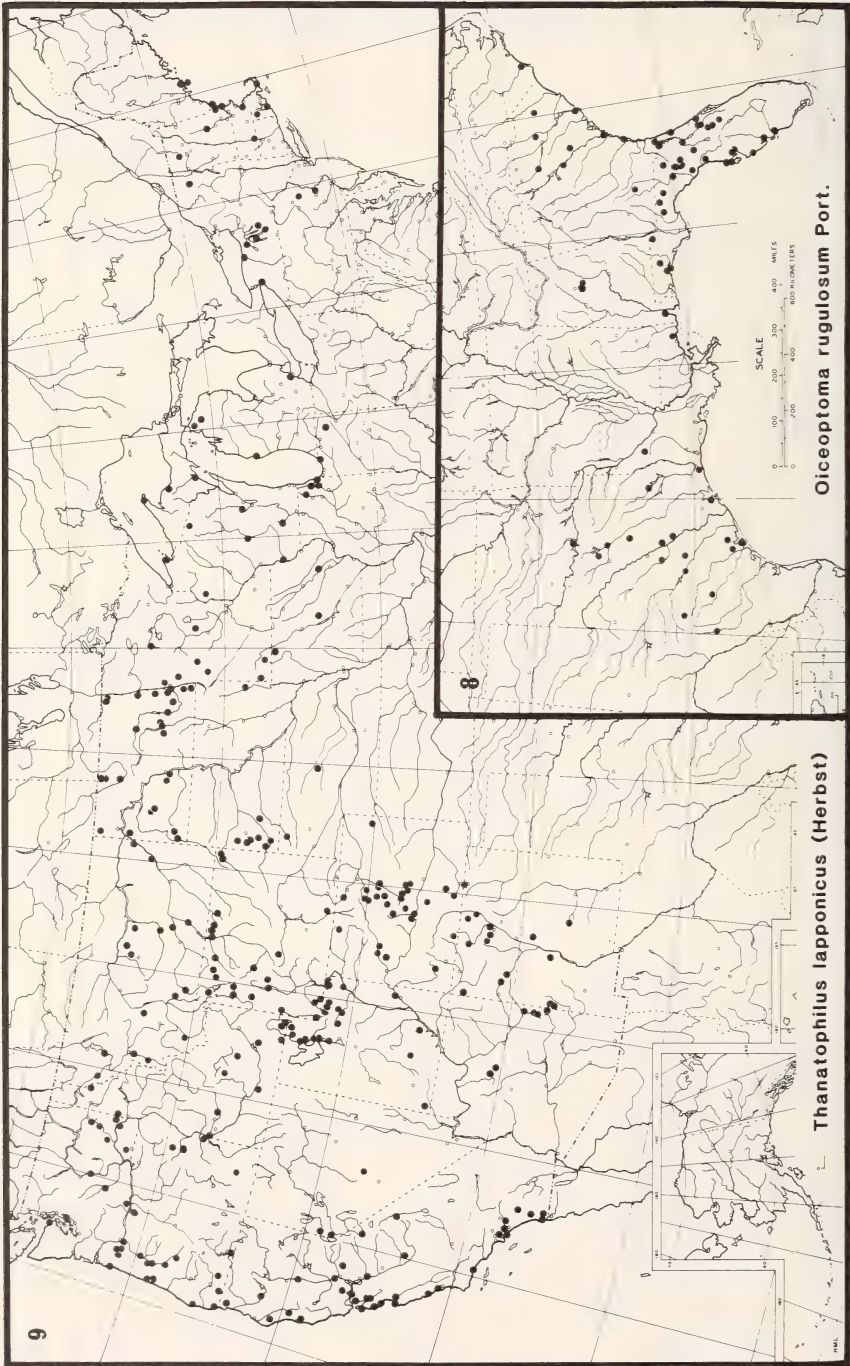 9
Thanatophilus lapponicus (Herbst)
HML
8
SCALE
0 100 200 300 400 MILES
0 200 400 600 KILOMETERS
Oiceoptoma rugulosum Port.